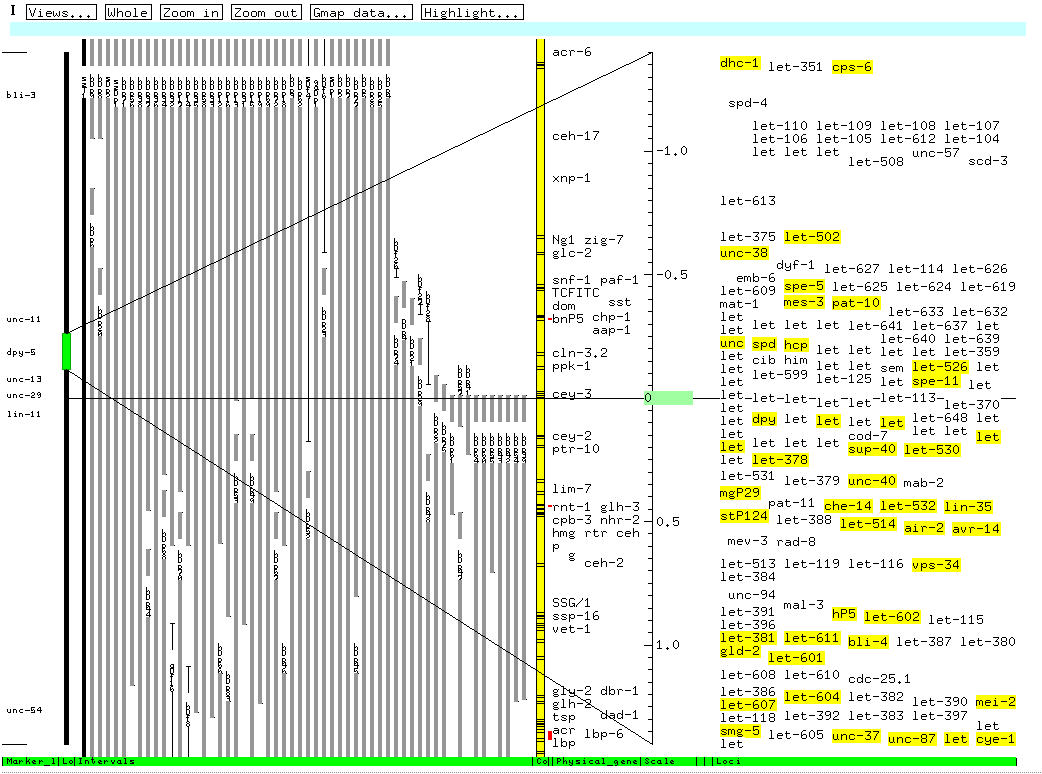 I Views... Whole Zoom in Zoom out Gmap data... Highlight...
bli-3
unc-11
dpy-5
unc-13
unc-29
lin-11
unc-54
acr-6
ceh-17
xnp-1
Ng1 zig-7
glc-2
snf-1 paf-1
TCFITC
dom sst
bnP5 chp-1
aap-1
cln-3.2
ppk-1
cey-3
cey-2
ptr-10
lim-7
rnt-1 glh-3
cpb-3 nhr-2
hmg rtr ceh
p
g
ceh-2
SSG/1
ssp-16
vet-1
gly-2 dbr-1
glh-2
tsp dad-1
acr lbp-6
lbp
-1.0
-0.5
0
0.5
1.0
dhc-1 let-351 cps-6
spd-4
let-110 let-109 let-108 let-107
let-106 let-105 let-612 let-104
let let let unc-57
let-508 scd-3
let-613
let-375 let-502
unc-38
dyf-1 let-627 let-114 let-626
emb-6
let-609 spe-5 let-625 let-624 let-619
mat-1 mes-3 pat-10
let let-633 let-632
let let let let-641 let-637 let
let let-640 let-639
unc spd hcp let let let let-359
let cib him let let sem let-526 let
let let-599 let-125 let spe-11 let
let let let let let-113 let-370
let dpy let let let let let-648 let
let cod-7 let let let
let let let let sup-40 let-530
let let-378
let-531 let-379 unc-40 mab-2
mgP29
pat-11 che-14 let-532 lin-35
stP124 let-388 let-514 air-2 avr-14
mev-3 rad-8
let-513 let-119 let-116 vps-34
let-384
unc-94
let-391 mal-3 hP5 let-602 let-115
let-396
let-381 let-611 bli-4 let-387 let-380
gld-2 let-601
let-608 let-610 cdc-25.1
let-386 let-604 let-382 let-390 mei-2
let-607
let-118 let-392 let-383 let-397 let
smg-5 let-605 unc-37 unc-87 let cye-1
let
Marker_l Lo Intervals Co Physical_gene Scale Loci